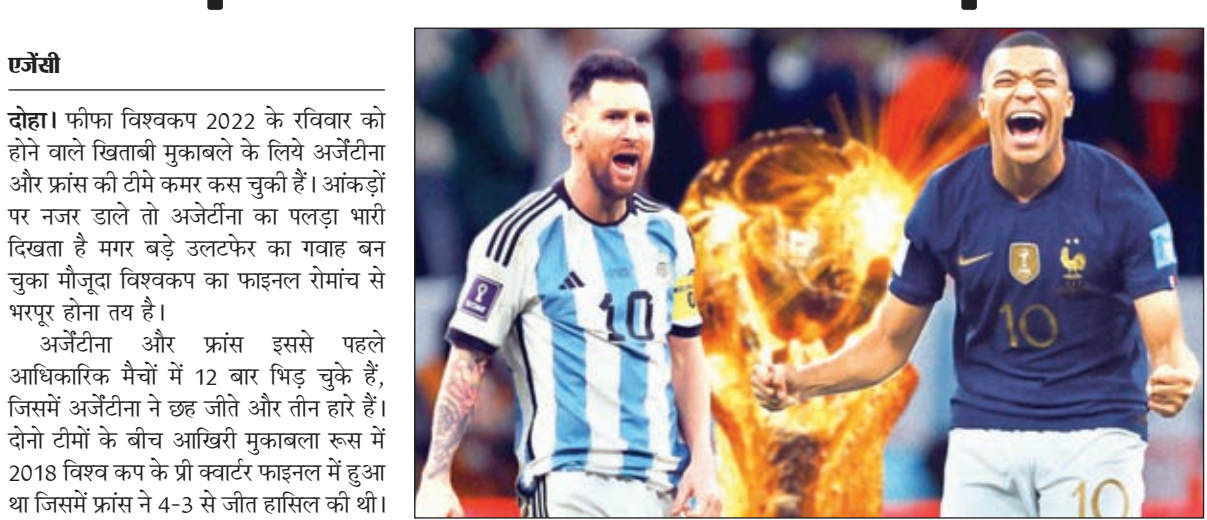 एजेंसी
दोहा। फीफा विश्वकप 2022 के रविवार को
होने वाले खिताबी मुकाबले के लिये अर्जेंटीना
और फ्रांस की टीमे कमर कस चुकी हैं। आंकड़ों
पर नजर डाले तो अजेर्टीना का पलड़ा भारी
दिखता है मगर बड़े उलटफेर का गवाह बन
चुका मौजूदा विश्वकप का फाइनल रोमांच से
भरपूर होना तय है।
अर्जेंटीना और फ्रांस इससे पहले
आधिकारिक मैचों में 12 बार भिड़ चुके हैं,
जिसमें अर्जेंटीना ने छह जीते और तीन हारे हैं।
दोनो टीमों के बीच आखिरी मुकाबला रूस में
2018 विश्व कप के प्री क्वार्टर फाइनल में हुआ
था जिसमें फ्रांस ने 4-3 से जीत हासिल की थी।
10
10
10